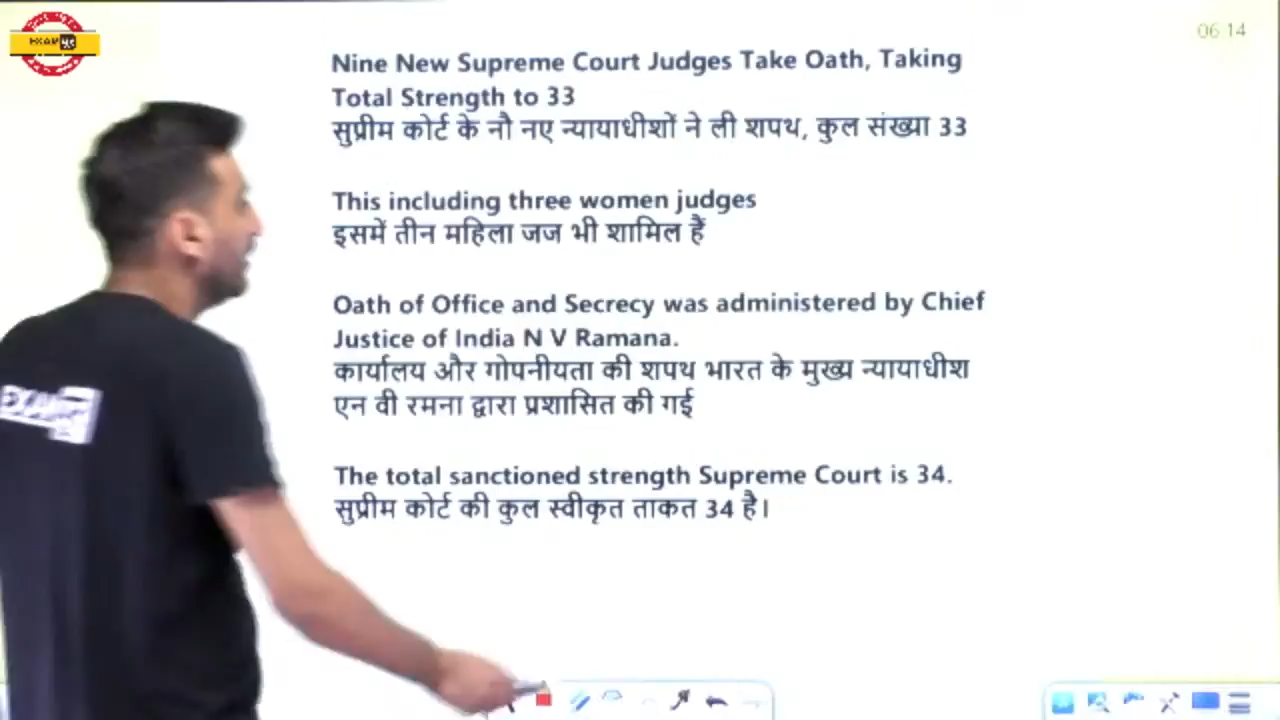 06 14
Nine New Supreme Court Judges Take Oath, Taking
Total Strength to 33
सुप्रीम कोर्ट के नौ नए न्यायाधीशों ने ली शपथ, कुल संख्या 33
This including three women judges
इसमें तीन महिला जज भी शामिल हैं
Oath of Office and Secrecy was administered by Chief
Justice of India N V Ramana.
कार्यालय और गोपनीयता की शपथ भारत के मुख्य न्यायाधीश
एन वी रमना द्वारा प्रशासित की गई
The total sanctioned strength Supreme Court is 34.
सुप्रीम कोर्ट की कुल स्वीकृत ताकत 34 है।